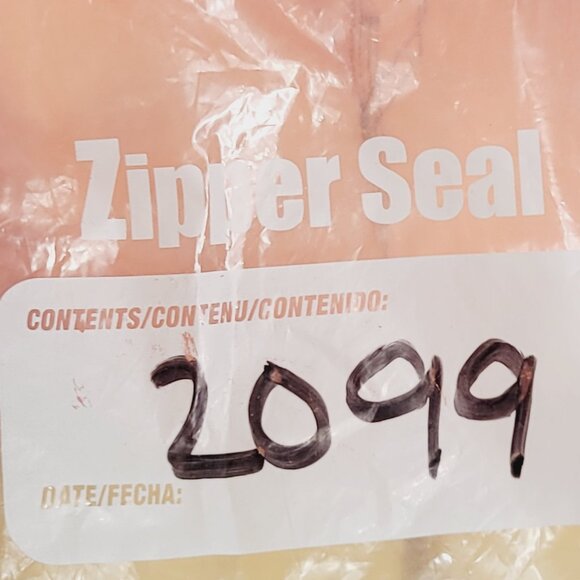 Zipper Seal
CONTENTS/CONTENU/CONTENIDO:
2099
DATE/FECHA: